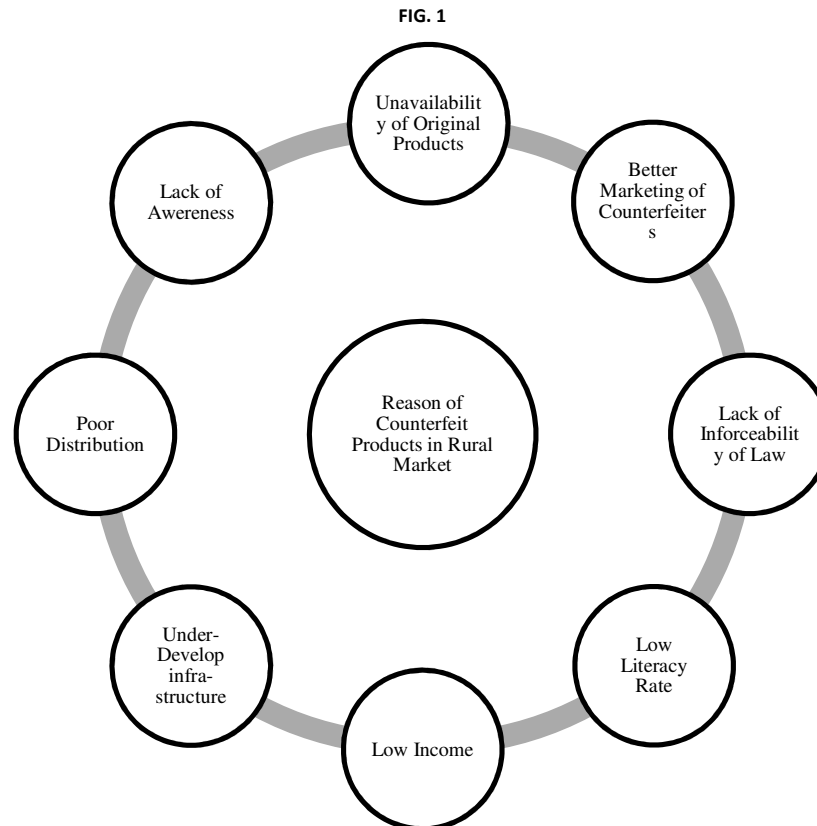 FIG. 1
Unavailabilit
y of Original
Products
Better
Marketing of
Counterfeiter
s
Lack of
Inforceabilit
y of Law
Low
Literacy
Rate
Low Income
Under-
Develop
infra-
structure
Poor
Distribution
Lack of
Awereness
Reason of
Counterfeit
Products in Rural
Market